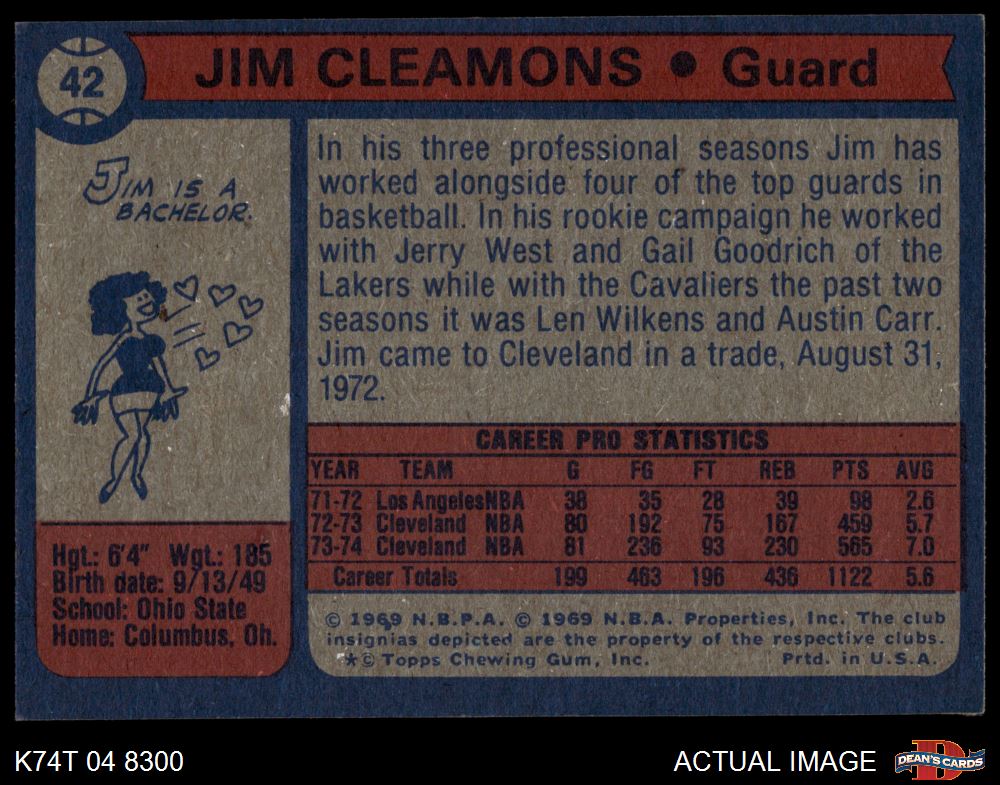 42
JIM CLEAMONS • Guard
JIM IS A
BACHELOR.
In his three professional seasons Jim has
worked alongside four of the top guards in
basketball. In his rookie campaign he worked
with Jerry West and Gail Goodrich of the
Lakers while with the Cavaliers the past two
seasons it was Len Wilkens and Austin Carr.
Jim came to Cleveland in a trade, August 31,
1972.
CAREER PRO STATISTICS
YEAR TEAM G FG FT REB PTS AVG
71-72 Los Angeles NBA 38 35 28 39 98 2.6
72-73 Cleveland NBA 80 192 75 167 459 5.7
73-74 Cleveland NBA 81 236 93 230 565 7.0
Career Totals 199 463 196 436 1122 5.6
Hgt.: 6'4" Wgt.: 185
Birth date: 9/13/49
School: Ohio State
Home: Columbus, Oh.
© 1969 N.B.P.A. © 1969 N.B.A. Properties, Inc. The club
insignias depicted are the property of the respective clubs.
*© Topps Chewing Gum, Inc. Prtd. in U.S.A.
K74T 04 8300
ACTUAL IMAGE
D
DEAN'S CARDS